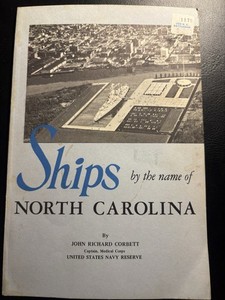 Ships by the name of
NORTH CAROLINA
By
JOHN RICHARD CORBETT
Captain, Medical Corps
UNITED STATES NAVY RESERVE